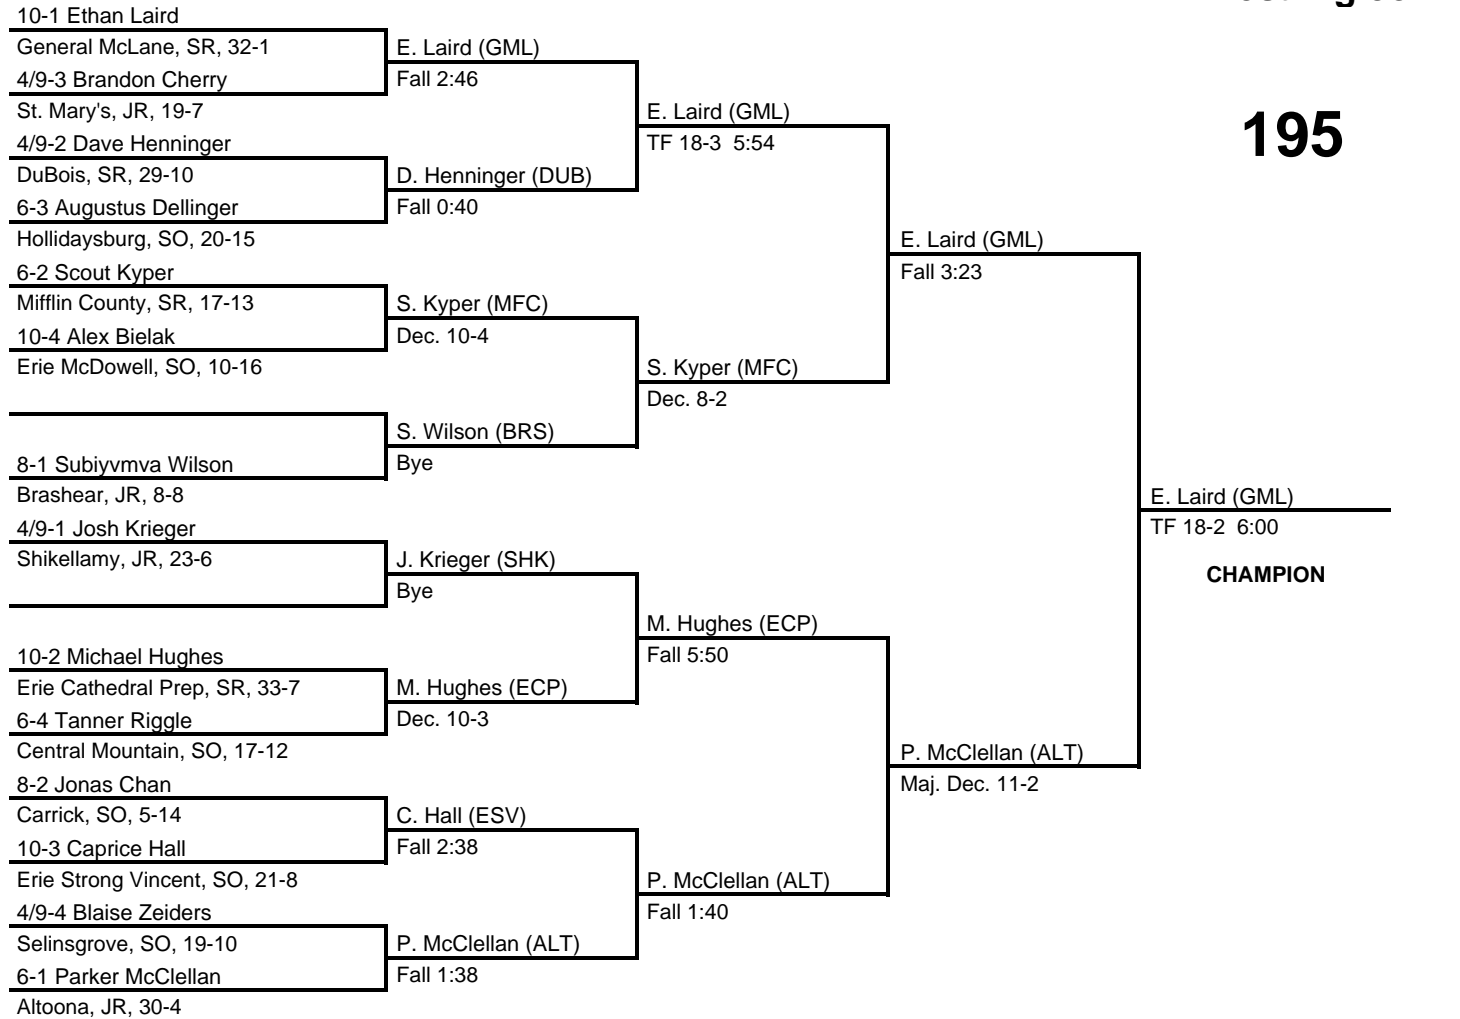 10-1 Ethan Laird
General McLane, SR, 32-1
E. Laird (GML)
4/9-3 Brandon Cherry
Fall 2:46
St. Mary's, JR, 19-7
E. Laird (GML)
195
4/9-2 Dave Henninger
TF 18-3 5:54
DuBois, SR, 29-10
D. Henninger (DUB)
6-3 Augustus Dellinger
Fall 0:40
Hollidaysburg, SO, 20-15
E. Laird (GML)
6-2 Scout Kyper
Fall 3:23
Mifflin County, SR, 17-13
S. Kyper (MFC)
10-4 Alex Bielak
Dec. 10-4
Erie McDowell, SO, 10-16
S. Kyper (MFC)
Dec. 8-2
S. Wilson (BRS)
8-1 Subiyvmva Wilson
Bye
Brashear, JR, 8-8
E. Laird (GML)
4/9-1 Josh Krieger
TF 18-2 6:00
Shikellamy, JR, 23-6
J. Krieger (SHK)
CHAMPION
Bye
M. Hughes (ECP)
10-2 Michael Hughes
Fall 5:50
Erie Cathedral Prep, SR, 33-7
M. Hughes (ECP)
6-4 Tanner Riggle
Dec. 10-3
Central Mountain, SO, 17-12
P. McClellan (ALT)
8-2 Jonas Chan
Maj. Dec. 11-2
Carrick, SO, 5-14
C. Hall (ESV)
10-3 Caprice Hall
Fall 2:38
Erie Strong Vincent, SO, 21-8
P. McClellan (ALT)
4/9-4 Blaise Zeiders
Fall 1:40
Selinsgrove, SO, 19-10
P. McClellan (ALT)
6-1 Parker McClellan
Fall 1:38
Altoona, JR, 30-4